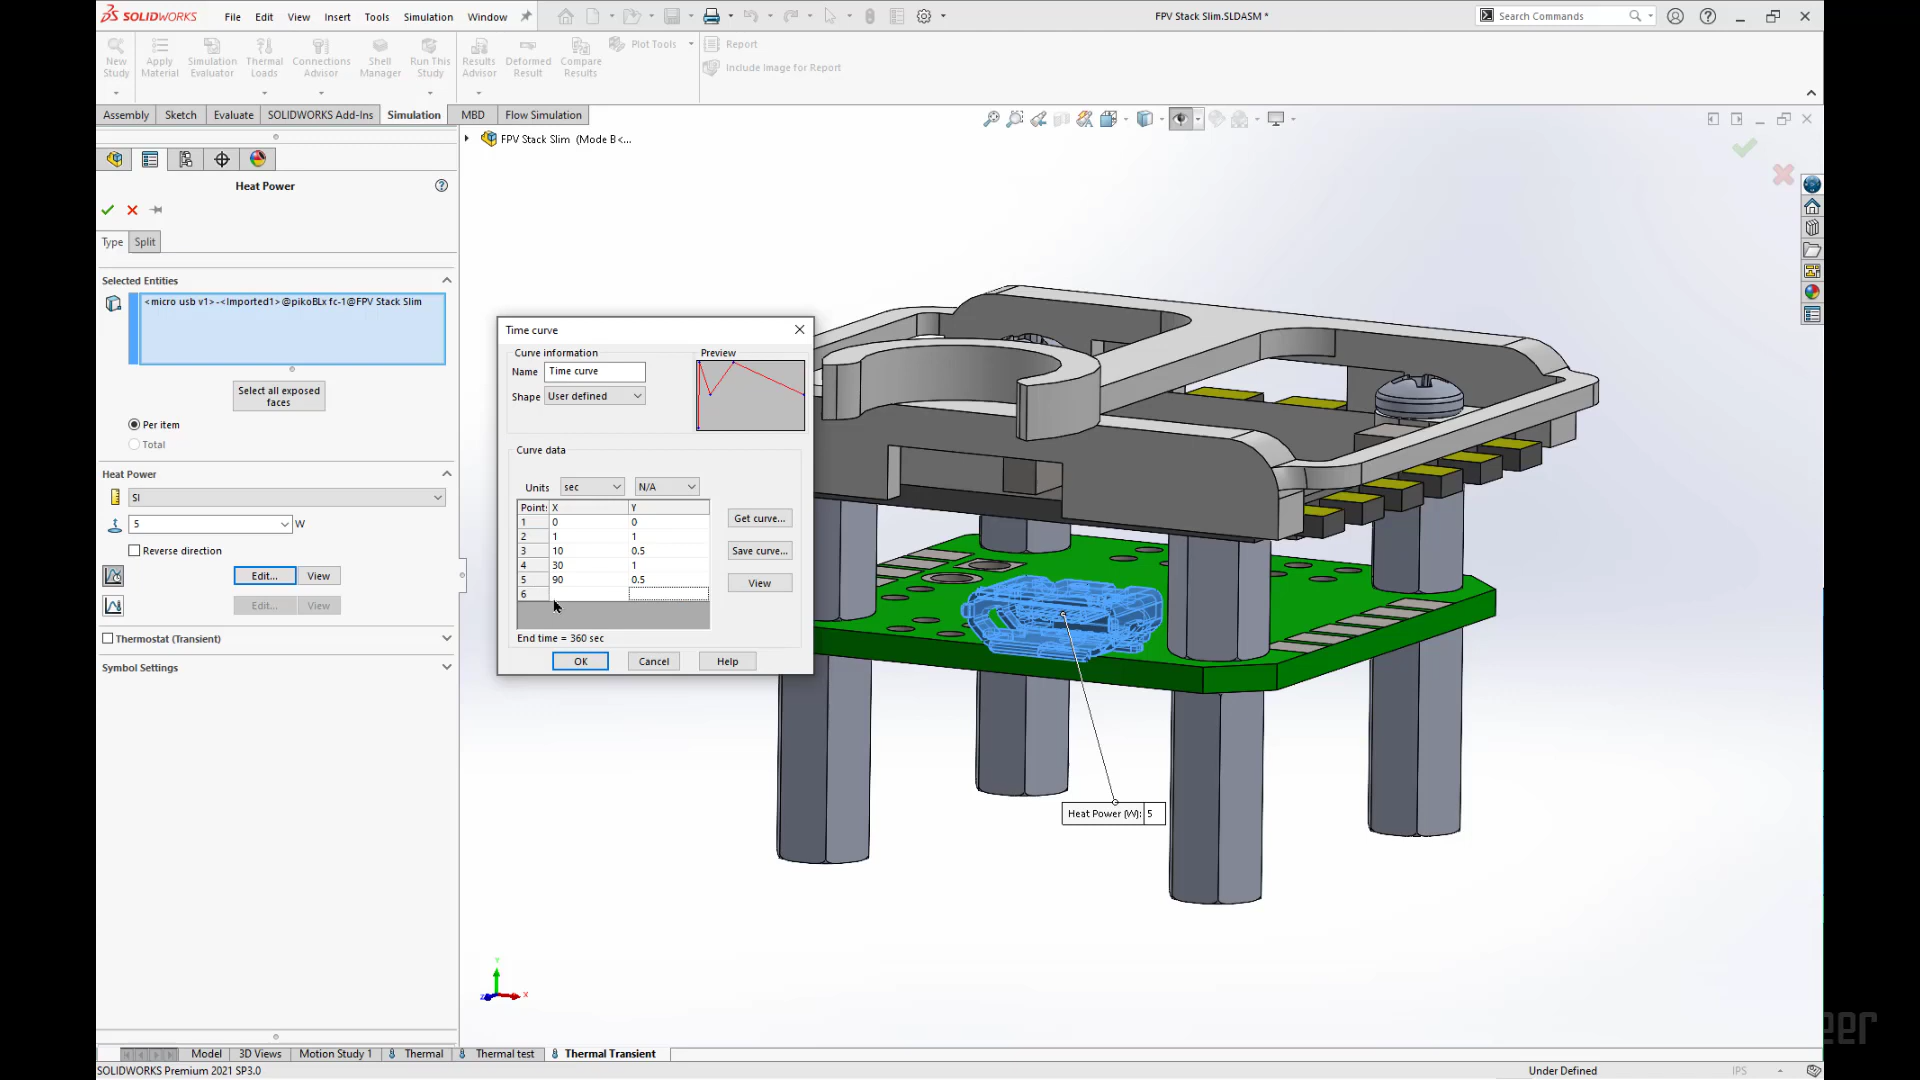 SOLIDWORKS File Edit View Insert Tools Simulation Window
FPV Stack Slim.SLDASM *
Search Commands
New Study
Apply Material
Simulation Evaluator
Thermal Loads
Connections Advisor
Shell Manager
Run This Study
Results Advisor
Deformed Result
Compare Results
Plot Tools
Report
Include Image for Report
Assembly Sketch Evaluate SOLIDWORKS Add-Ins Simulation MBD Flow Simulation
FPV Stack Slim (Mode B<...
Heat Power
Type Split
Selected Entities
<micro usb v1>-<Imported1>@pikoBLx fc-1@FPV Stack Slim
Select all exposed
faces
Per item
Total
Heat Power
SI
5 W
Reverse direction
Edit... View
Edit... View
Thermostat (Transient)
Symbol Settings
Time curve
Curve information
Preview
Name Time curve
Shape User defined
Curve data
Units sec N/A
Point: X Y
1 0 0
2 1 1
3 10 0.5
4 30 1
5 90 0.5
6
Get curve...
Save curve...
View
End time = 360 sec
OK Cancel Help
Heat Power (W): 5
Y
Z X
eer
Model 3D Views Motion Study 1 Thermal Thermal test Thermal Transient
SOLIDWORKS Premium 2021 SP3.0
Under Defined
IPS